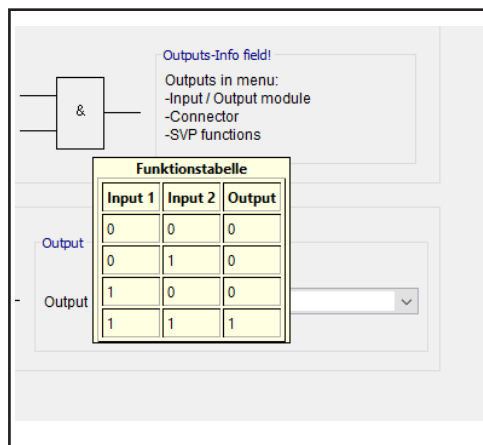 Outputs-Info field!
Outputs in menu:
-Input / Output module
-Connector
-SVP functions
&
Funktionstabelle
Input 1 Input 2 Output
0 0 0
0 1 0
1 0 0
1 1 1
Output
Output